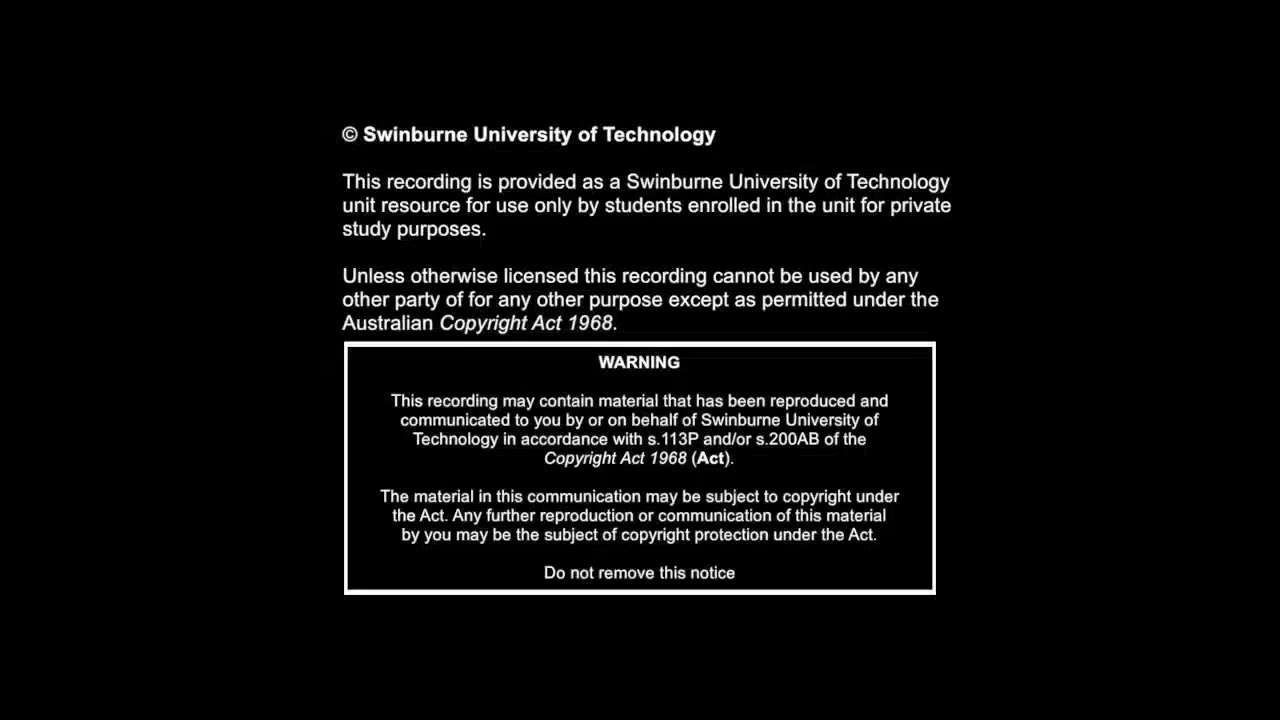 © Swinburne University of Technology
This recording is provided as a Swinburne University of Technology
unit resource for use only by students enrolled in the unit for private
study purposes.
Unless otherwise licensed this recording cannot be used by any
other party of for any other purpose except as permitted under the
Australian Copyright Act 1968.
WARNING
This recording may contain material that has been reproduced and
communicated to you by or on behalf of Swinburne University of
Technology in accordance with s.113P and/or s.200AB of the
Copyright Act 1968 (Act).
The material in this communication may be subject to copyright under
the Act. Any further reproduction or communication of this material
by you may be the subject of copyright protection under the Act.
Do not remove this notice